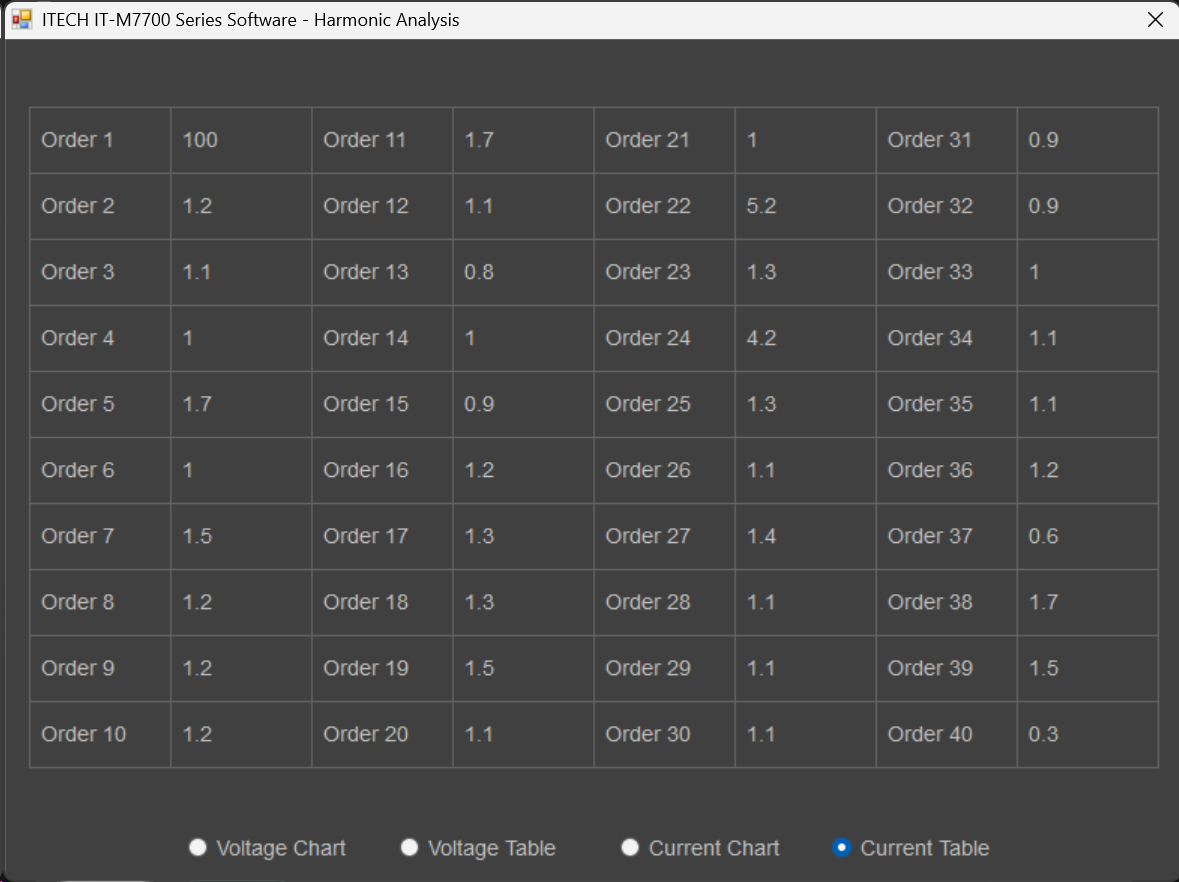 ITECH IT-M7700 Series Software - Harmonic Analysis
Order 1 100 Order 11 1.7 Order 21 1 Order 31 0.9
Order 2 1.2 Order 12 1.1 Order 22 5.2 Order 32 0.9
Order 3 1.1 Order 13 0.8 Order 23 1.3 Order 33 1
Order 4 1 Order 14 1 Order 24 4.2 Order 34 1.1
Order 5 1.7 Order 15 0.9 Order 25 1.3 Order 35 1.1
Order 6 1 Order 16 1.2 Order 26 1.1 Order 36 1.2
Order 7 1.5 Order 17 1.3 Order 27 1.4 Order 37 0.6
Order 8 1.2 Order 18 1.3 Order 28 1.1 Order 38 1.7
Order 9 1.2 Order 19 1.5 Order 29 1.1 Order 39 1.5
Order 10 1.2 Order 20 1.1 Order 30 1.1 Order 40 0.3
Voltage Chart Voltage Table Current Chart Current Table